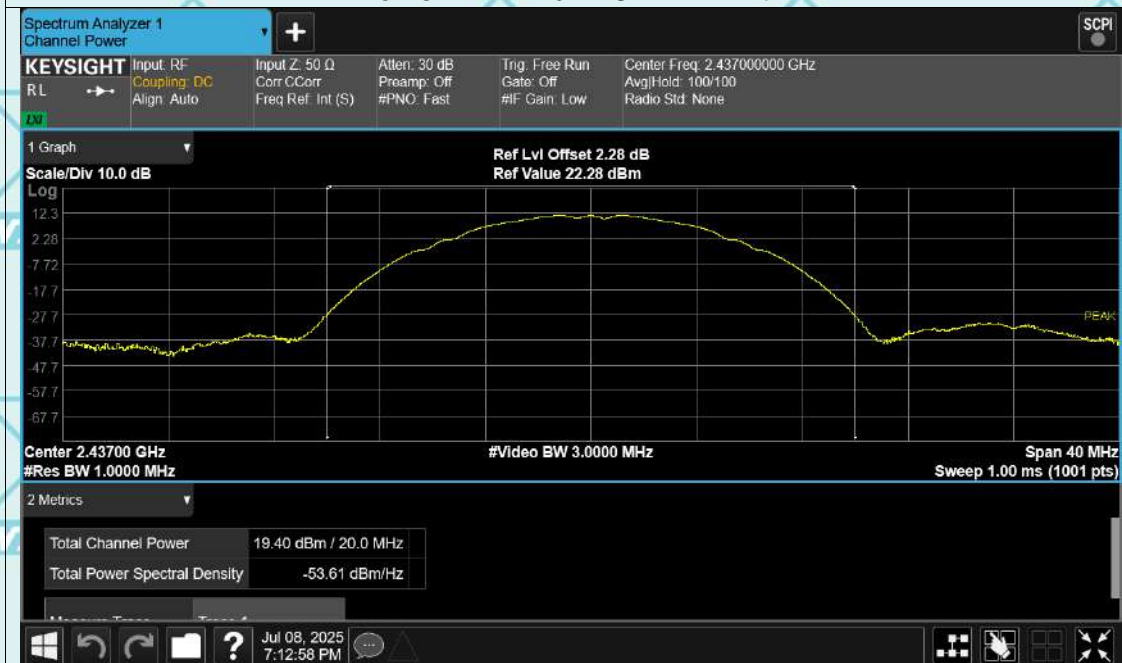 Spectrum Analyzer 1
Channel Power
+
SCPI
KEYSIGHT
RL
LXI
Input: RF
Coupling: DC
Align: Auto
Input Z: 50 Ω
Corr CCorr
Freq Ref: Int (S)
Atten: 30 dB
Preamp: Off
#PNO: Fast
Trig: Free Run
Gate: Off
#IF Gain: Low
Center Freq: 2.437000000 GHz
Avg|Hold: 100/100
Radio Std: None
1 Graph
Scale/Div 10.0 dB
Ref Lvl Offset 2.28 dB
Ref Value 22.28 dBm
Log
12.3
2.28
-7.72
-17.7
-27.7
-37.7
-47.7
-57.7
-67.7
PEAK
Center 2.43700 GHz
#Res BW 1.0000 MHz
#Video BW 3.0000 MHz
Span 40 MHz
Sweep 1.00 ms (1001 pts)
2 Metrics
Total Channel Power 19.40 dBm / 20.0 MHz
Total Power Spectral Density -53.61 dBm/Hz
?
Jul 08, 2025
7:12:58 PM